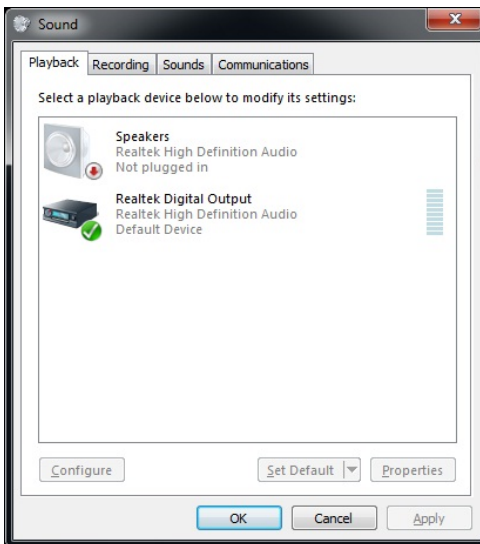 Sound
Playback Recording Sounds Communications
Select a playback device below to modify its settings:
Speakers
Realtek High Definition Audio
Not plugged in
Realtek Digital Output
Realtek High Definition Audio
Default Device
Configure Set Default Properties
OK Cancel Apply